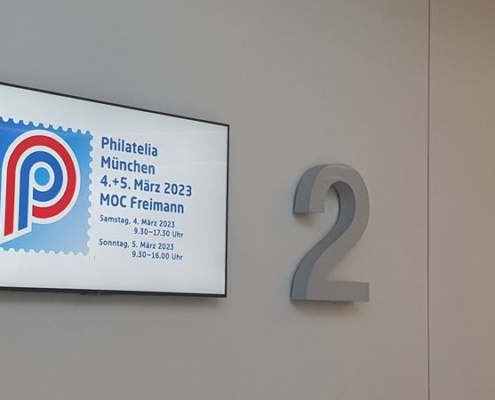 Philatelia
München
4.+5. März 2023
MOC Freimann
Samstag, 4. März 2023
9.30–17.30 Uhr
Sonntag, 5. März 2023
9.30–16.00 Uhr
2